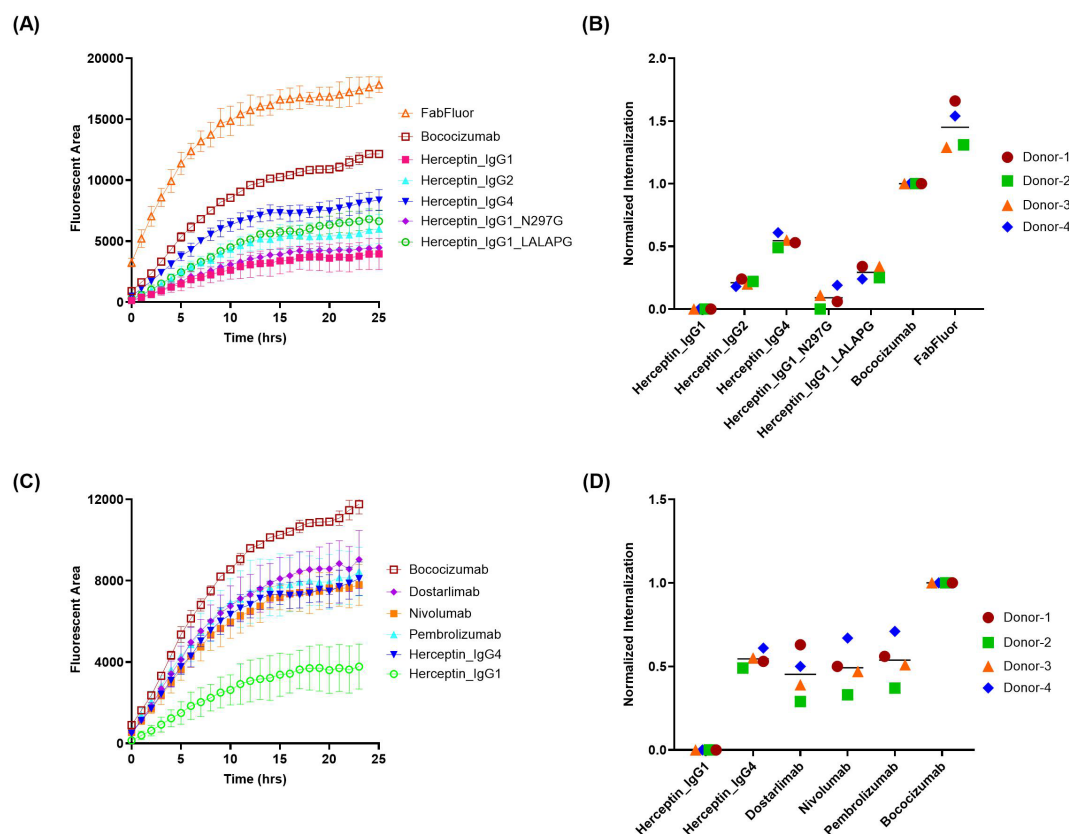 (A)
20000
15000
10000
5000
0
Fluorescent Area
0
5
10
15
20
25
Time (hrs)
FabFluor
Bococizumab
Herceptin_IgG1
Herceptin_IgG2
Herceptin_IgG4
Herceptin_IgG1_N297G
Herceptin_IgG1_LALAPG
(B)
2.0
1.5
1.0
0.5
0.0
Normalized Internalization
Herceptin_IgG1
Herceptin_IgG2
Herceptin_IgG4
Herceptin_IgG1_N297G
Herceptin_IgG1_LALAPG
Bococizumab
FabFluor
Donor-1
Donor-2
Donor-3
Donor-4
(C)
12000
8000
4000
0
Fluorescent Area
0
5
10
15
20
25
Time (hrs)
Bococizumab
Dostarlimab
Nivolumab
Pembrolizumab
Herceptin_IgG4
Herceptin_IgG1
(D)
1.5
1.0
0.5
0.0
Normalized Internalization
Herceptin_IgG1
Herceptin_IgG4
Dostarlimab
Nivolumab
Pembrolizumab
Bococizumab
Donor-1
Donor-2
Donor-3
Donor-4